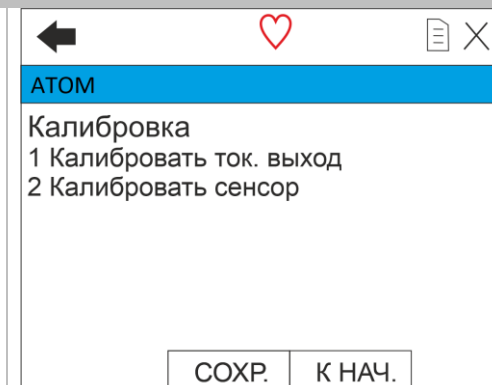 АТОМ
Калибровка
1 Калибровать ток. выход
2 Калибровать сенсор
СОХР.
К НАЧ.